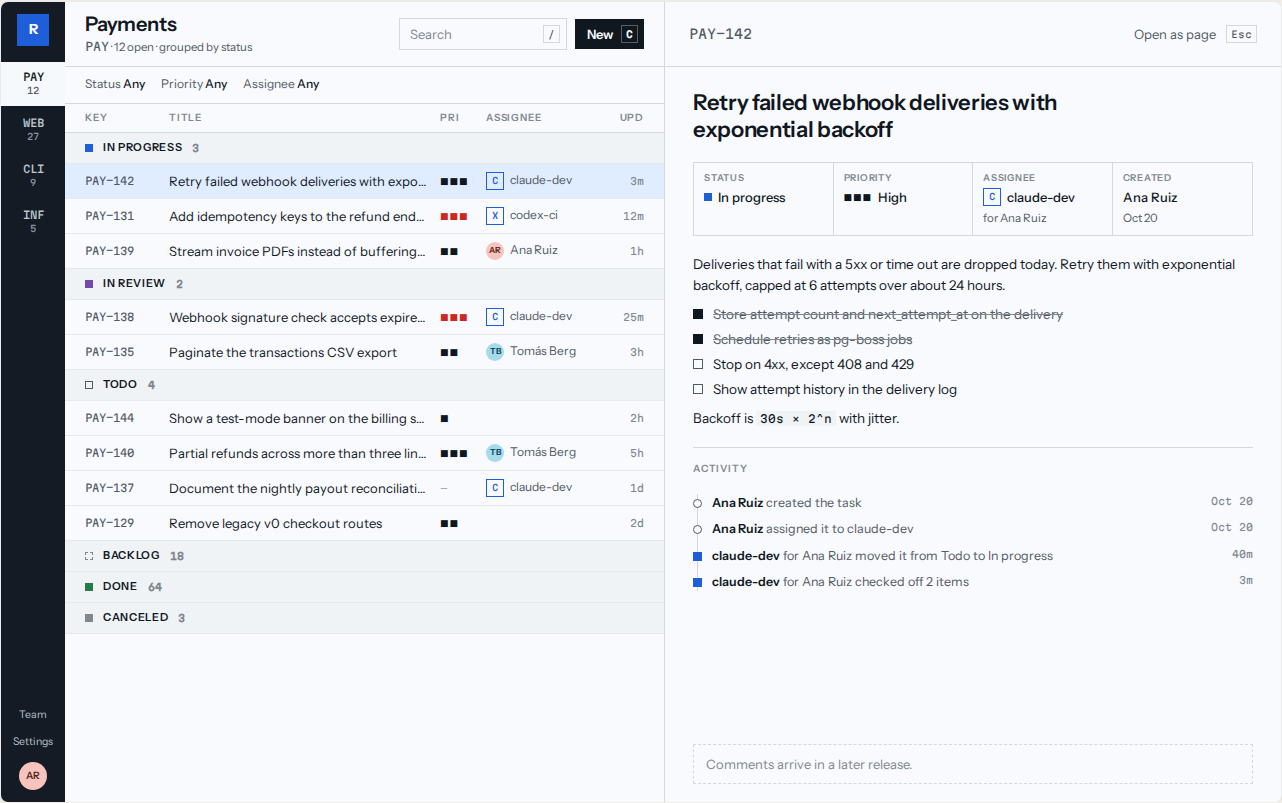 R
PAY
12
WEB
27
CLI
9
INF
5
Team
Settings
AR
Payments
PAY · 12 open · grouped by status
Search /
New C
Status Any Priority Any Assignee Any
KEY TITLE PRI ASSIGNEE UPD
IN PROGRESS 3
PAY-142 Retry failed webhook deliveries with expo... C claude-dev 3m
PAY-131 Add idempotency keys to the refund end... X codex-ci 12m
PAY-139 Stream invoice PDFs instead of buffering... AR Ana Ruiz 1h
IN REVIEW 2
PAY-138 Webhook signature check accepts expire... C claude-dev 25m
PAY-135 Paginate the transactions CSV export TB Tomás Berg 3h
TODO 4
PAY-144 Show a test-mode banner on the billing s... 2h
PAY-140 Partial refunds across more than three lin... TB Tomás Berg 5h
PAY-137 Document the nightly payout reconciliati... – C claude-dev 1d
PAY-129 Remove legacy v0 checkout routes 2d
BACKLOG 18
DONE 64
CANCELED 3
PAY-142
Open as page Esc
Retry failed webhook deliveries with
exponential backoff
STATUS PRIORITY ASSIGNEE CREATED
In progress High C claude-dev Ana Ruiz
for Ana Ruiz Oct 20
Deliveries that fail with a 5xx or time out are dropped today. Retry them with exponential
backoff, capped at 6 attempts over about 24 hours.
Store attempt count and next_attempt_at on the delivery
Schedule retries as pg-boss jobs
Stop on 4xx, except 408 and 429
Show attempt history in the delivery log
Backoff is 30s × 2^n with jitter.
ACTIVITY
Ana Ruiz created the task Oct 20
Ana Ruiz assigned it to claude-dev Oct 20
claude-dev for Ana Ruiz moved it from Todo to In progress 40m
claude-dev for Ana Ruiz checked off 2 items 3m
Comments arrive in a later release.